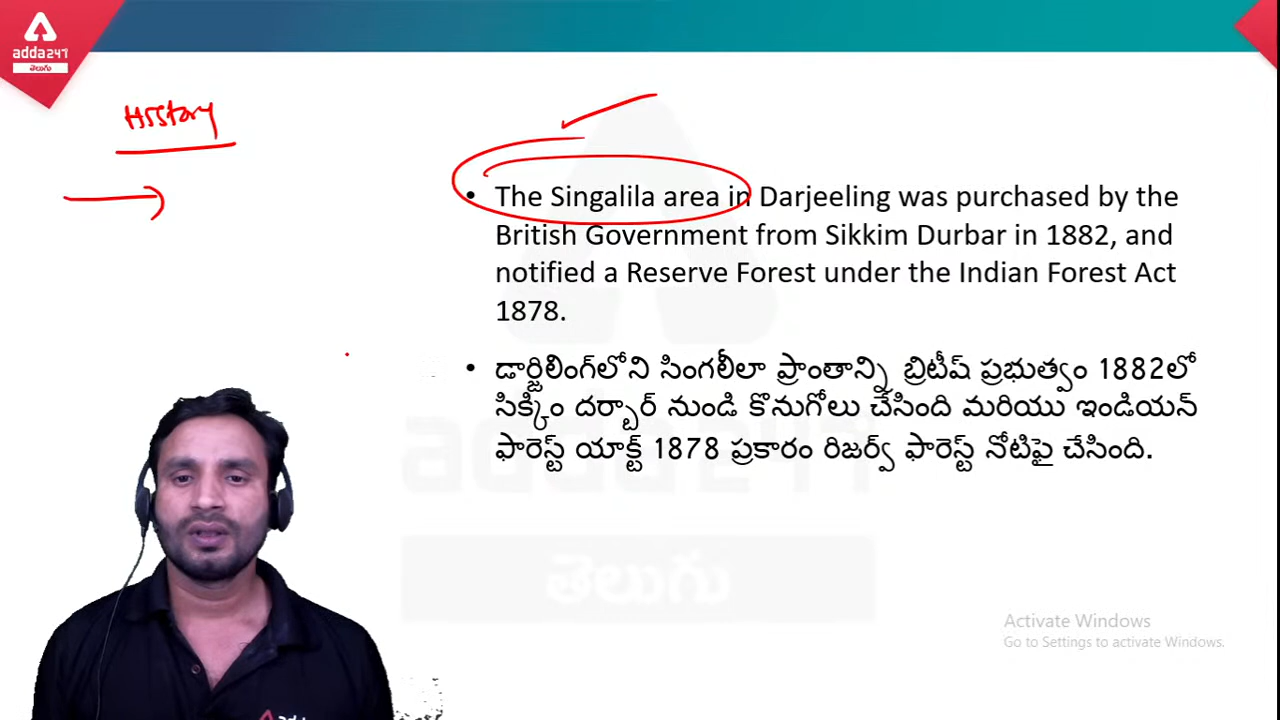 adda247
తెలుగు
History
• The Singalila area in Darjeeling was purchased by the
British Government from Sikkim Durbar in 1882, and
notified a Reserve Forest under the Indian Forest Act
1878.
• డార్జిలింగ్‌లోని సింగలీలా ప్రాంతాన్ని బ్రిటీష్ ప్రభుత్వం 1882లో
సిక్కిం దర్బార్ నుండి కొనుగోలు చేసింది మరియు ఇండియన్
ఫారెస్ట్ యాక్ట్ 1878 ప్రకారం రిజర్వ్ ఫారెస్ట్ నోటిఫై చేసింది.
adda247
తెలుగు
Activate Windows
Go to Settings to activate Windows.